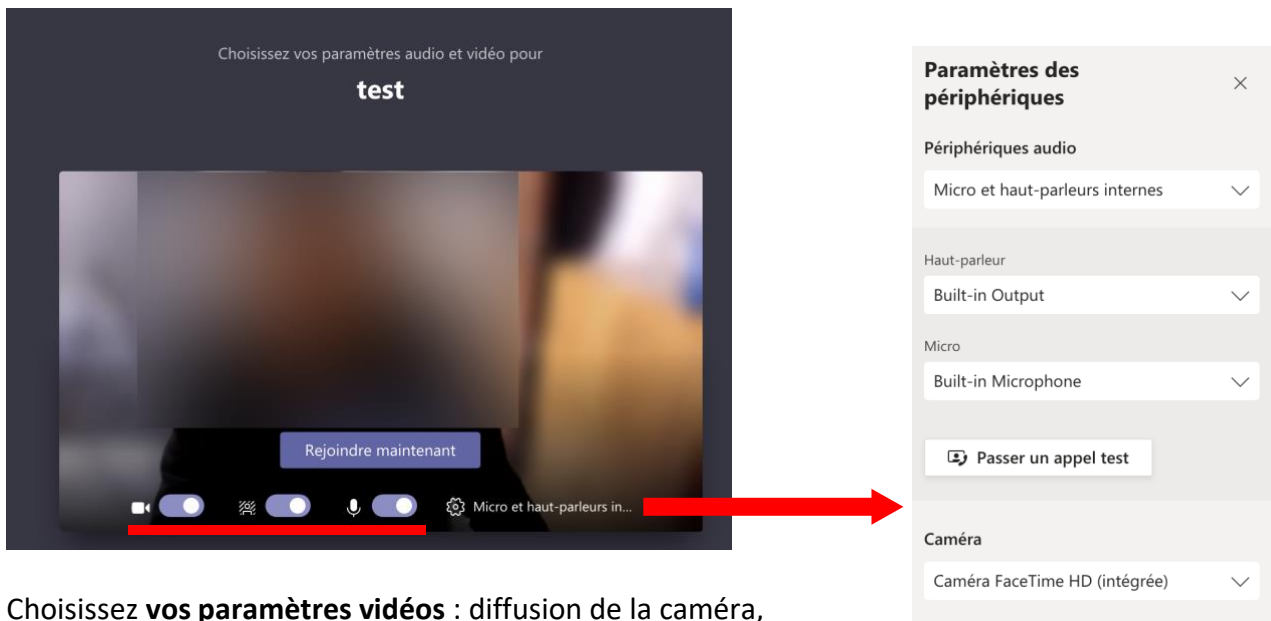 Choisissez vos paramètres audio et vidéo pour
test
Rejoindre maintenant
Micro et haut-parleurs in...
Paramètres des
périphériques
Périphériques audio
Micro et haut-parleurs internes
Haut-parleur
Built-in Output
Micro
Built-in Microphone
Passer un appel test
Caméra
Caméra FaceTime HD (intégrée)
Choisissez vos paramètres vidéos : diffusion de la caméra,